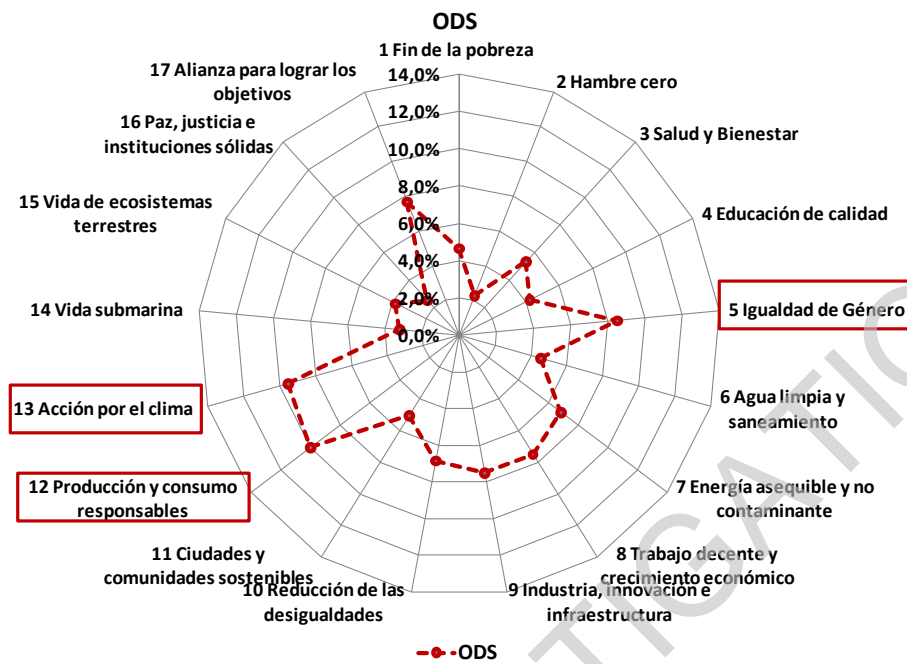 ODS
1 Fin de la pobreza
14,0%
12,0%
10,0%
8,0%
6,0%
4,0%
2,0%
0,0%
2 Hambre cero
3 Salud y Bienestar
4 Educación de calidad
5 Igualdad de Género
6 Agua limpia y
saneamiento
7 Energía asequible y no
contaminante
8 Trabajo decente y
crecimiento económico
9 Industria, innovación e
infraestructura
10 Reducción de las
desigualdades
11 Ciudades y
comunidades sostenibles
12 Producción y consumo
responsables
13 Acción por el clima
14 Vida submarina
15 Vida de ecosistemas
terrestres
16 Paz, justicia e
instituciones sólidas
17 Alianza para lograr los
objetivos
ODS